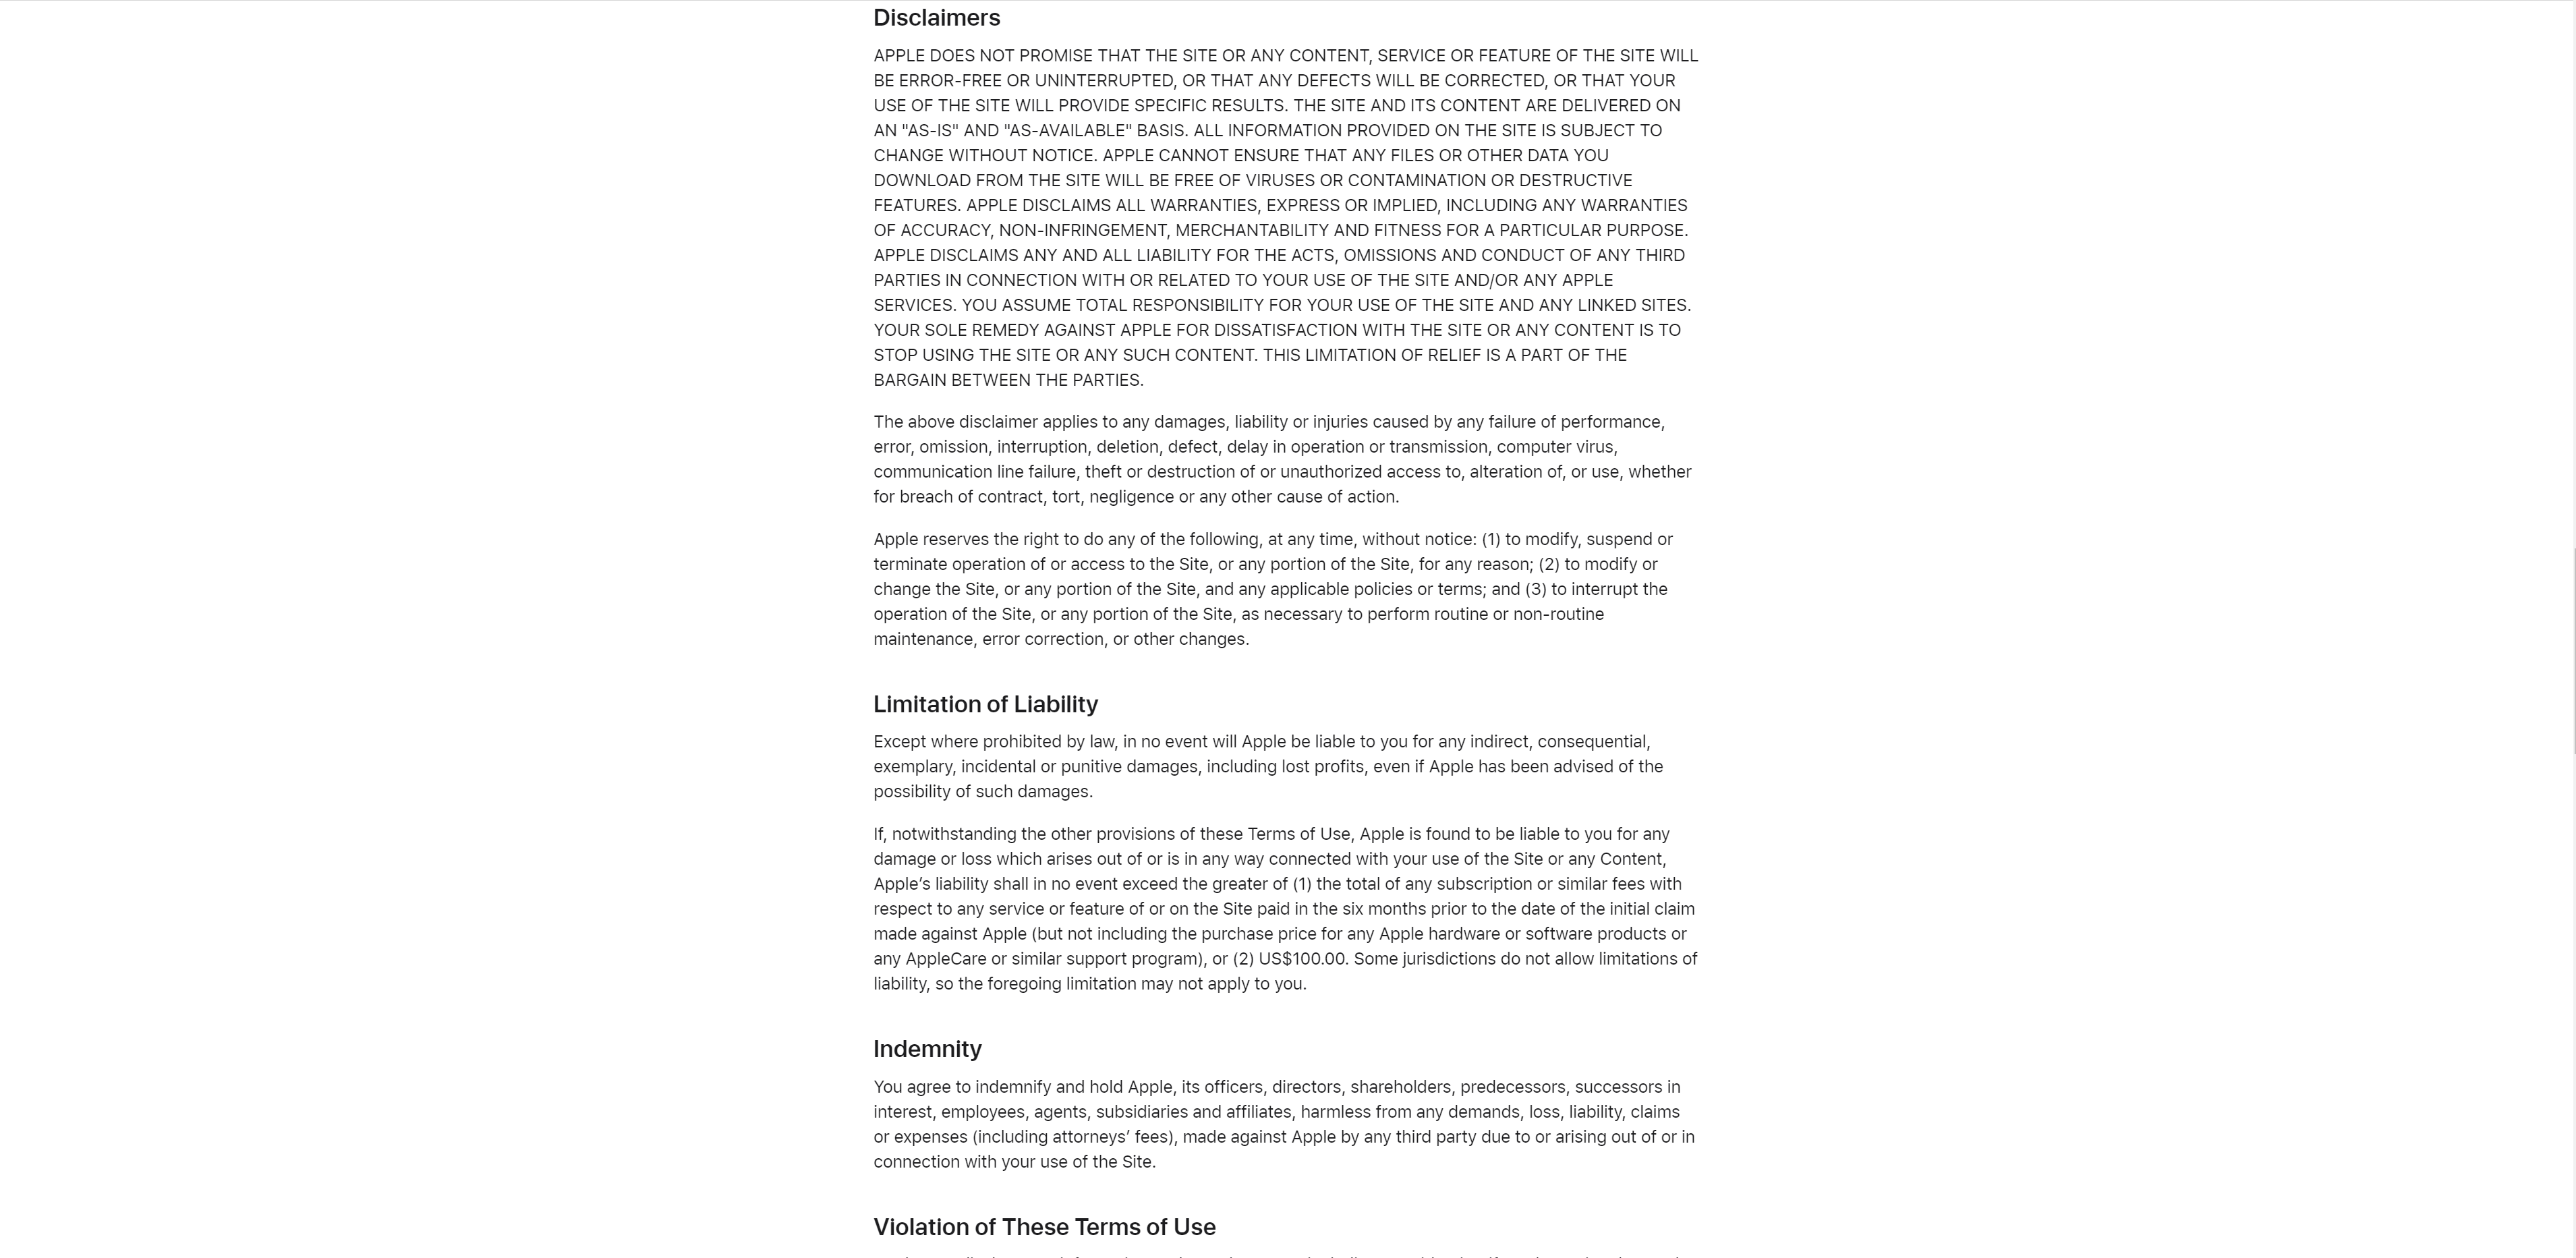 Disclaimers
APPLE DOES NOT PROMISE THAT THE SITE OR ANY CONTENT, SERVICE OR FEATURE OF THE SITE WILL
BE ERROR-FREE OR UNINTERRUPTED, OR THAT ANY DEFECTS WILL BE CORRECTED, OR THAT YOUR
USE OF THE SITE WILL PROVIDE SPECIFIC RESULTS. THE SITE AND ITS CONTENT ARE DELIVERED ON
AN "AS-IS" AND "AS-AVAILABLE" BASIS. ALL INFORMATION PROVIDED ON THE SITE IS SUBJECT TO
CHANGE WITHOUT NOTICE. APPLE CANNOT ENSURE THAT ANY FILES OR OTHER DATA YOU
DOWNLOAD FROM THE SITE WILL BE FREE OF VIRUSES OR CONTAMINATION OR DESTRUCTIVE
FEATURES. APPLE DISCLAIMS ALL WARRANTIES, EXPRESS OR IMPLIED, INCLUDING ANY WARRANTIES
OF ACCURACY, NON-INFRINGEMENT, MERCHANTABILITY AND FITNESS FOR A PARTICULAR PURPOSE.
APPLE DISCLAIMS ANY AND ALL LIABILITY FOR THE ACTS, OMISSIONS AND CONDUCT OF ANY THIRD
PARTIES IN CONNECTION WITH OR RELATED TO YOUR USE OF THE SITE AND/OR ANY APPLE
SERVICES. YOU ASSUME TOTAL RESPONSIBILITY FOR YOUR USE OF THE SITE AND ANY LINKED SITES.
YOUR SOLE REMEDY AGAINST APPLE FOR DISSATISFACTION WITH THE SITE OR ANY CONTENT IS TO
STOP USING THE SITE OR ANY SUCH CONTENT. THIS LIMITATION OF RELIEF IS A PART OF THE
BARGAIN BETWEEN THE PARTIES.
The above disclaimer applies to any damages, liability or injuries caused by any failure of performance,
error, omission, interruption, deletion, defect, delay in operation or transmission, computer virus,
communication line failure, theft or destruction of or unauthorized access to, alteration of, or use, whether
for breach of contract, tort, negligence or any other cause of action.
Apple reserves the right to do any of the following, at any time, without notice: (1) to modify, suspend or
terminate operation of or access to the Site, or any portion of the Site, for any reason; (2) to modify or
change the Site, or any portion of the Site, and any applicable policies or terms; and (3) to interrupt the
operation of the Site, or any portion of the Site, as necessary to perform routine or non-routine
maintenance, error correction, or other changes.
Limitation of Liability
Except where prohibited by law, in no event will Apple be liable to you for any indirect, consequential,
exemplary, incidental or punitive damages, including lost profits, even if Apple has been advised of the
possibility of such damages.
If, notwithstanding the other provisions of these Terms of Use, Apple is found to be liable to you for any
damage or loss which arises out of or is in any way connected with your use of the Site or any Content,
Apple’s liability shall in no event exceed the greater of (1) the total of any subscription or similar fees with
respect to any service or feature of or on the Site paid in the six months prior to the date of the initial claim
made against Apple (but not including the purchase price for any Apple hardware or software products or
any AppleCare or similar support program), or (2) US$100.00. Some jurisdictions do not allow limitations of
liability, so the foregoing limitation may not apply to you.
Indemnity
You agree to indemnify and hold Apple, its officers, directors, shareholders, predecessors, successors in
interest, employees, agents, subsidiaries and affiliates, harmless from any demands, loss, liability, claims
or expenses (including attorneys’ fees), made against Apple by any third party due to or arising out of or in
connection with your use of the Site.
Violation of These Terms of Use